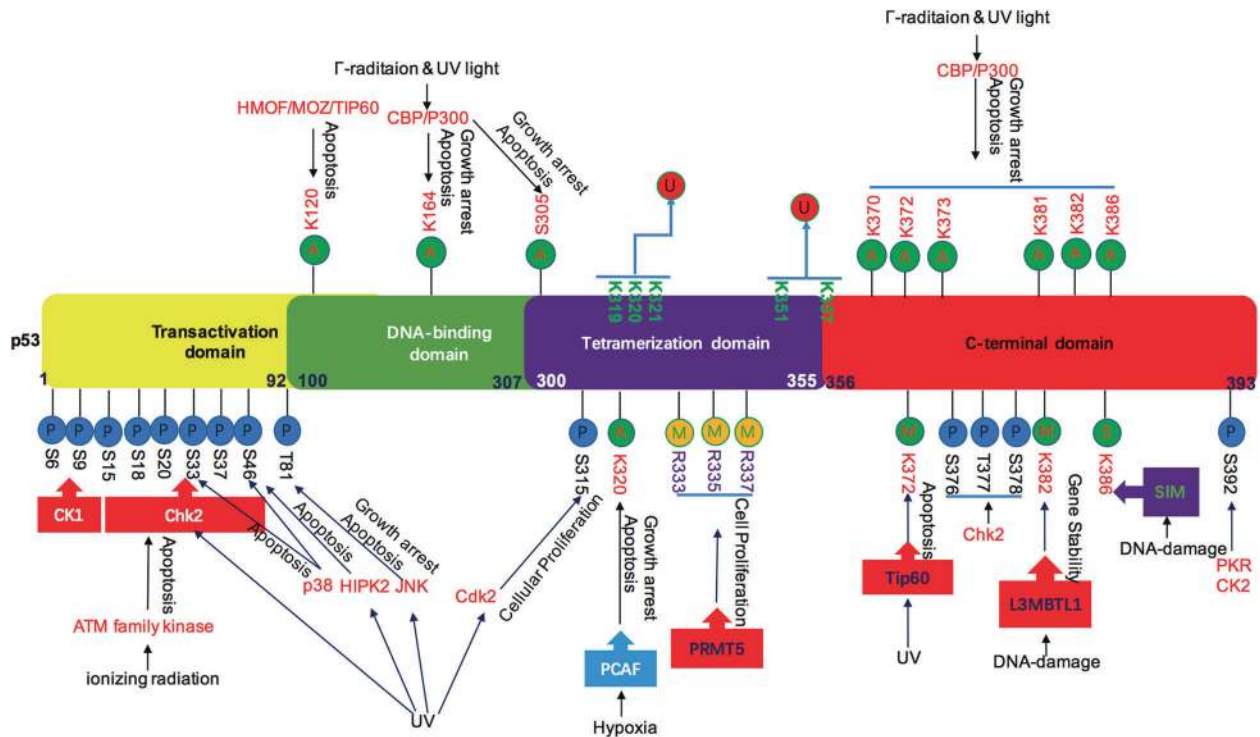 Γ-raditaion & UV light
Γ-raditaion & UV light
HMOF/MOZ/TIP60
CBP/P300
CBP/P300
Apoptosis
Growth arrest
Apoptosis
Growth arrest
Apoptosis
Growth arrest
Apoptosis
K120
K164
S305
U
U
K370
K372
K373
K381
K382
K386
A
A
A
A
A
A
A
A
A
K319
K320
K321
K351
p53
Transactivation
domain
DNA-binding
domain
Tetramerization domain
C-terminal domain
1
92
100
307
300
355
356
393
P
P
P
P
P
P
P
P
P
A
M
M
M
M
P
P
P
M
S
P
S6
S9
S15
S18
S20
S33
S37
S46
T81
S315
K320
R333
R335
R337
K372
S376
T377
S378
K382
K386
S392
CK1
Chk2
Apoptosis
ATM family kinase
ionizing radiation
Apoptosis
Apoptosis
Growth arrest
Apoptosis
p38
HIPK2
JNK
Cdk2
Cellular Proliferation
UV
Growth arrest
Apoptosis
PCAF
Hypoxia
Cell Proliferation
PRMT5
Apoptosis
Tip60
UV
Chk2
Gene Stability
L3MBTL1
DNA-damage
SIM
DNA-damage
PKR
CK2